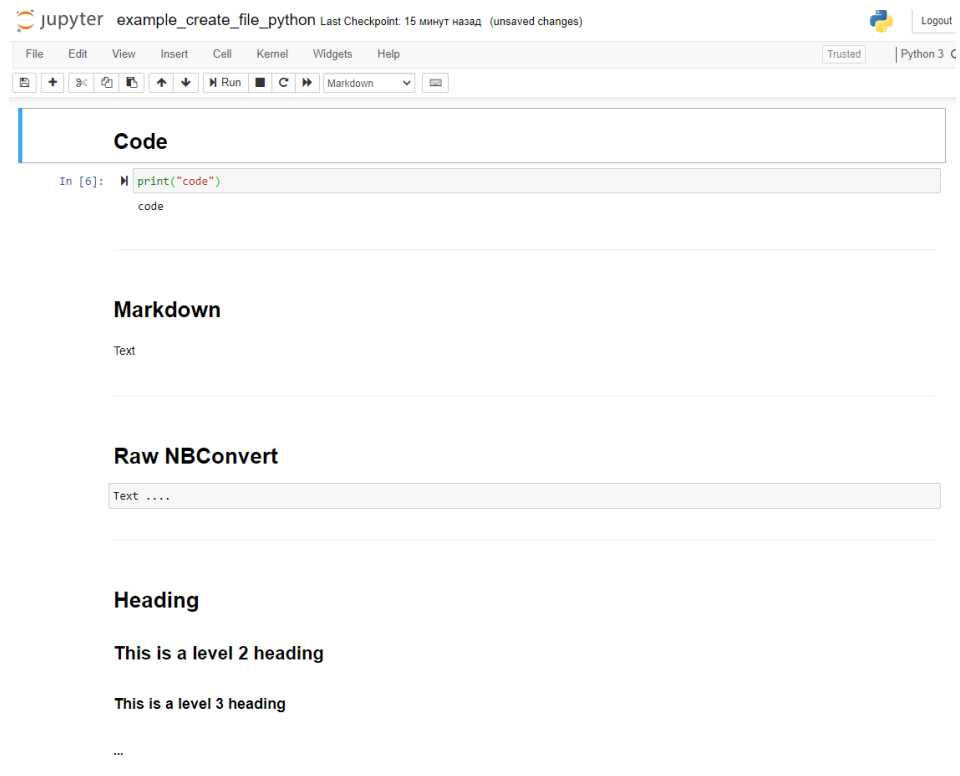 jupyter example_create_file_python Last Checkpoint: 15 минут назад (unsaved changes) Logout
File Edit View Insert Cell Kernel Widgets Help Trusted Python 3
Run Markdown
Code
In [6]: print("code")
code
Markdown
Text
Raw NBConvert
Text ....
Heading
This is a level 2 heading
This is a level 3 heading
...